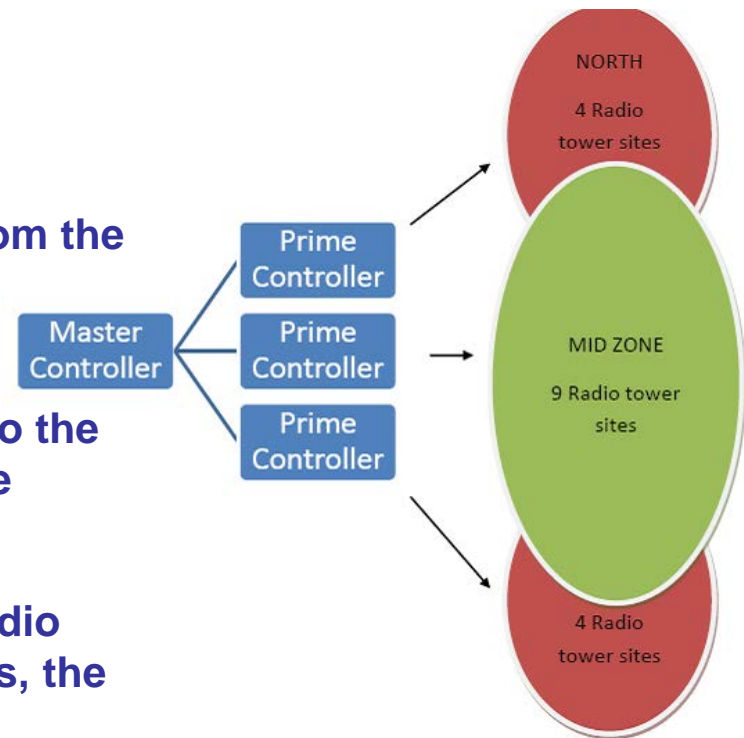 om the
o the
e
dio
s, the
Master
Controller
Prime
Controller
Prime
Controller
Prime
Controller
NORTH
4 Radio
tower sites
MID ZONE
9 Radio tower
sites
4 Radio
tower sites